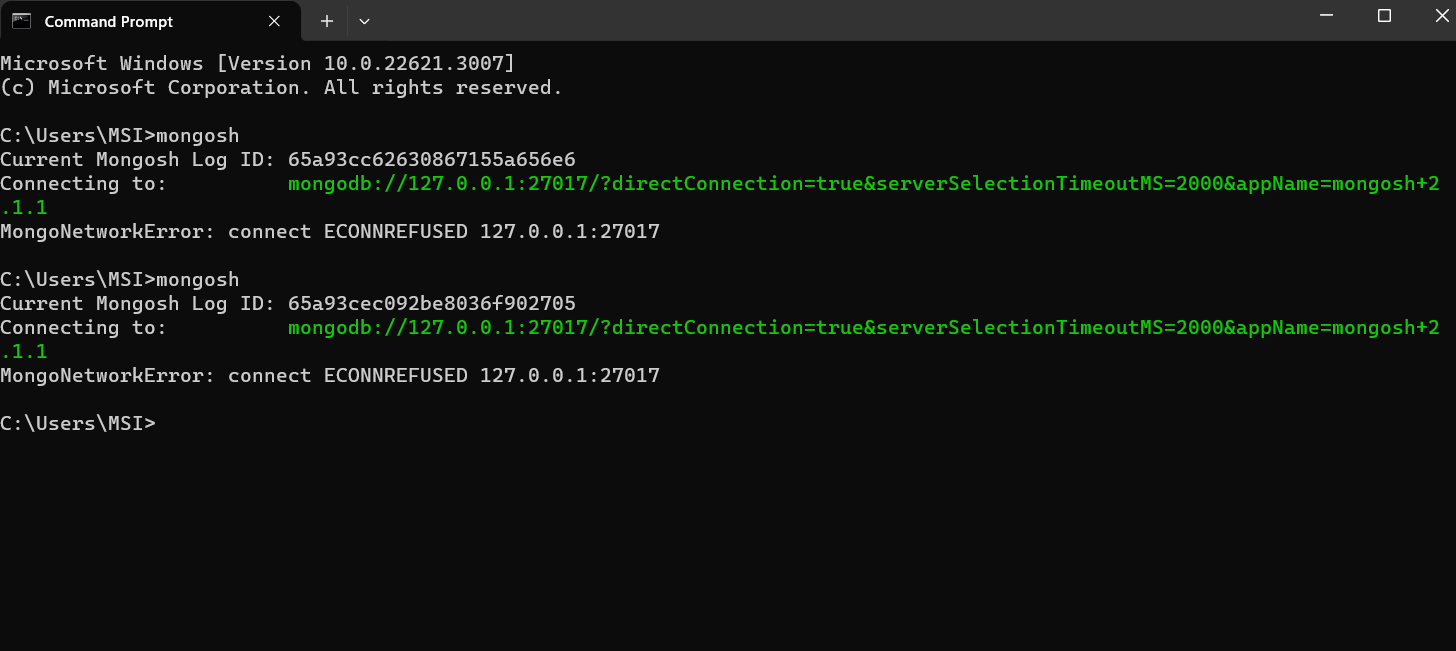 Command Prompt
Microsoft Windows [Version 10.0.22621.3007]
(c) Microsoft Corporation. All rights reserved.
C:\Users\MSI>mongosh
Current Mongosh Log ID: 65a93cc62630867155a656e6
Connecting to:          mongodb://127.0.0.1:27017/?directConnection=true&serverSelectionTimeoutMS=2000&appName=mongosh+2
.1.1
MongoNetworkError: connect ECONNREFUSED 127.0.0.1:27017
C:\Users\MSI>mongosh
Current Mongosh Log ID: 65a93cec092be8036f902705
Connecting to:          mongodb://127.0.0.1:27017/?directConnection=true&serverSelectionTimeoutMS=2000&appName=mongosh+2
.1.1
MongoNetworkError: connect ECONNREFUSED 127.0.0.1:27017
C:\Users\MSI>